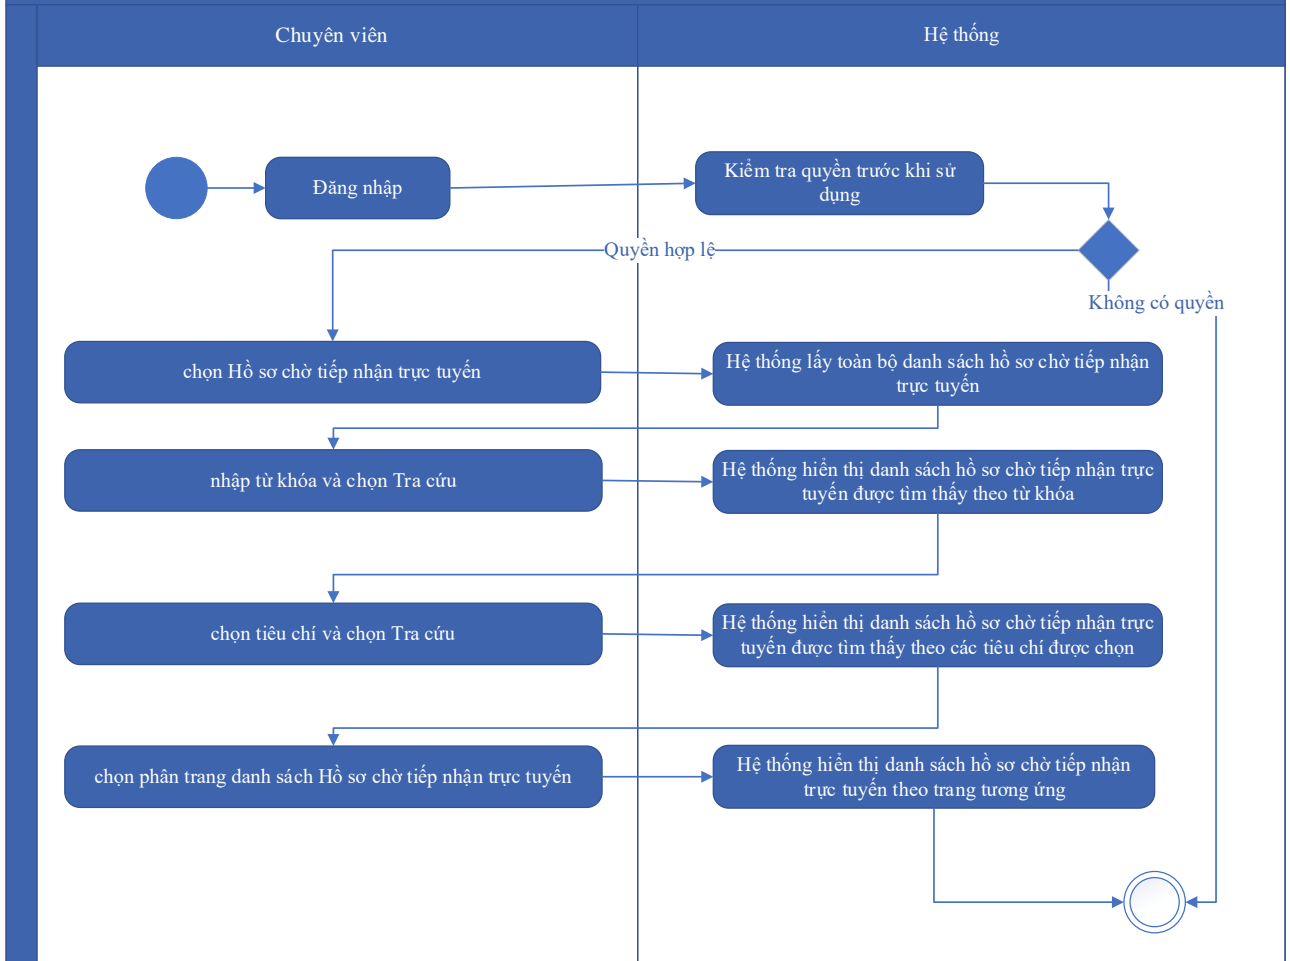 Chuyên viên
Hệ thống
Đăng nhập
Kiểm tra quyền trước khi sử
dụng
Quyền hợp lệ
Không có quyền
chọn Hồ sơ chờ tiếp nhận trực tuyến
Hệ thống lấy toàn bộ danh sách hồ sơ chờ tiếp nhận
trực tuyến
nhập từ khóa và chọn Tra cứu
Hệ thống hiển thị danh sách hồ sơ chờ tiếp nhận trực
tuyến được tìm thấy theo từ khóa
chọn tiêu chí và chọn Tra cứu
Hệ thống hiển thị danh sách hồ sơ chờ tiếp nhận trực
tuyến được tìm thấy theo các tiêu chí được chọn
chọn phân trang danh sách Hồ sơ chờ tiếp nhận trực tuyến
Hệ thống hiển thị danh sách hồ sơ chờ tiếp nhận
trực tuyến theo trang tương ứng